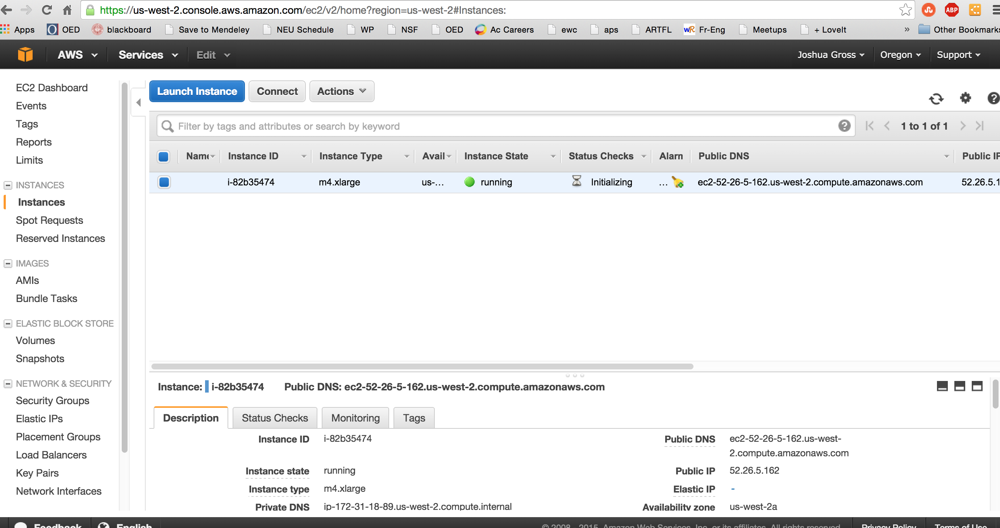 https://us-west-2.console.aws.amazon.com/ec2/v2/home?region=us-west-2#Instances:
ABP
Apps OED blackboard Save to Mendeley NEU Schedule WP NSF OED Ac Careers ewc aps ARTFL WR Fr-Eng Meetups + LoveIt » Other Bookmarks
AWS Services Edit Joshua Gross Oregon Support
EC2 Dashboard
Events
Tags
Reports
Limits
INSTANCES
Instances
Spot Requests
Reserved Instances
IMAGES
AMIs
Bundle Tasks
ELASTIC BLOCK STORE
Volumes
Snapshots
NETWORK & SECURITY
Security Groups
Elastic IPs
Placement Groups
Load Balancers
Key Pairs
Network Interfaces
Launch Instance Connect Actions
Filter by tags and attributes or search by keyword 1 to 1 of 1
Name Instance ID Instance Type Avail Instance State Status Checks Alarm Public DNS Public IP
i-82b35474 m4.xlarge us-... running Initializing ... ec2-52-26-5-162.us-west-2.compute.amazonaws.com 52.26.5.1
Instance: i-82b35474 Public DNS: ec2-52-26-5-162.us-west-2.compute.amazonaws.com
Description Status Checks Monitoring Tags
Instance ID i-82b35474
Public DNS ec2-52-26-5-162.us-west-
2.compute.amazonaws.com
Instance state running
Public IP 52.26.5.162
Instance type m4.xlarge
Elastic IP -
Private DNS ip-172-31-18-89.us-west-2.compute.internal
Availability zone us-west-2a
Feedback English © 2008 - 2015, Amazon Web Services, Inc. or its affiliates. All rights reserved. Privacy Policy Terms of Use